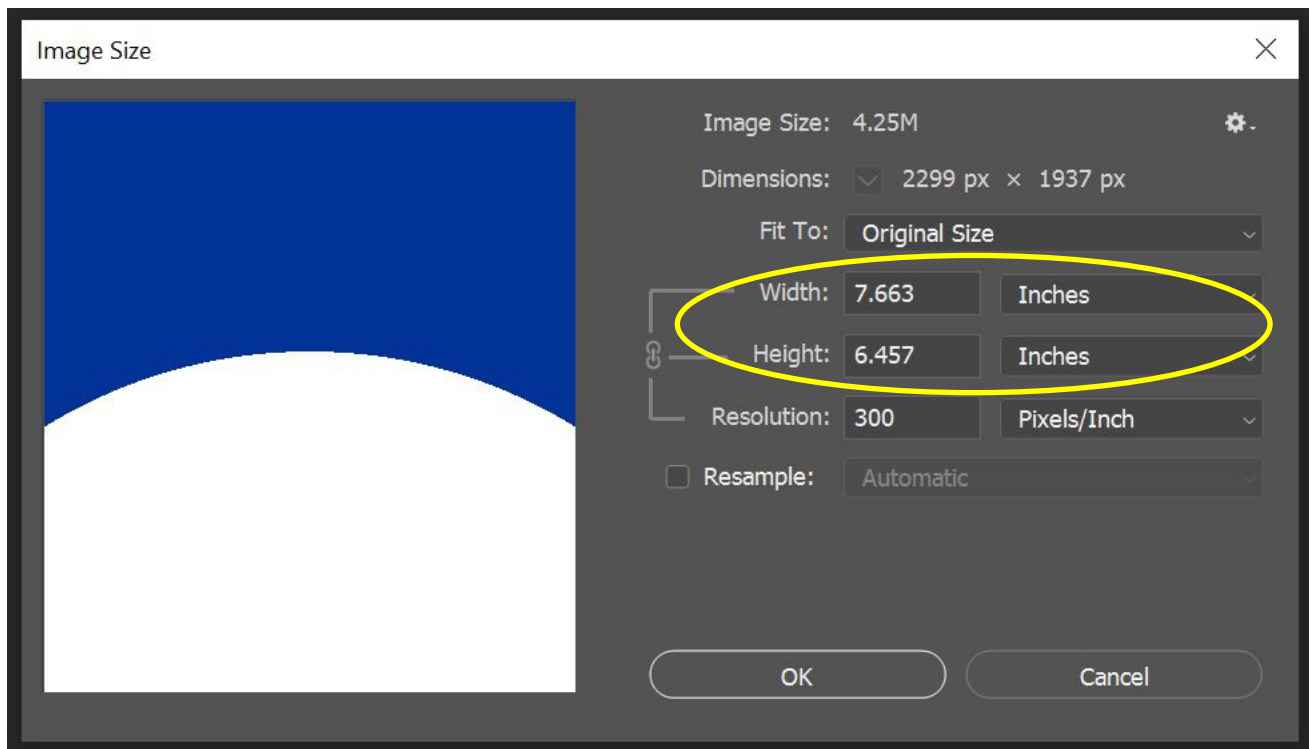 Image Size
Image Size: 4.25M
Dimensions: 2299 px × 1937 px
Fit To: Original Size
Width: 7.663 Inches
Height: 6.457 Inches
Resolution: 300 Pixels/Inch
Resample: Automatic
OK Cancel